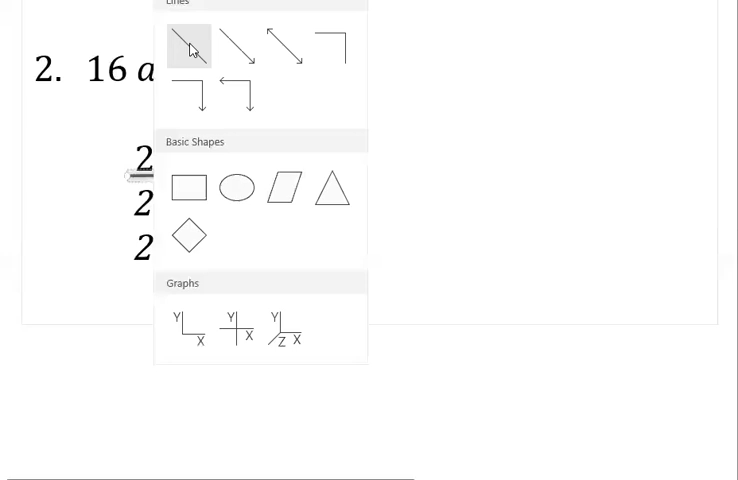 Lines
2. 16 a
Basic Shapes
2
2
2
Graphs
Y X Y X Y Z X